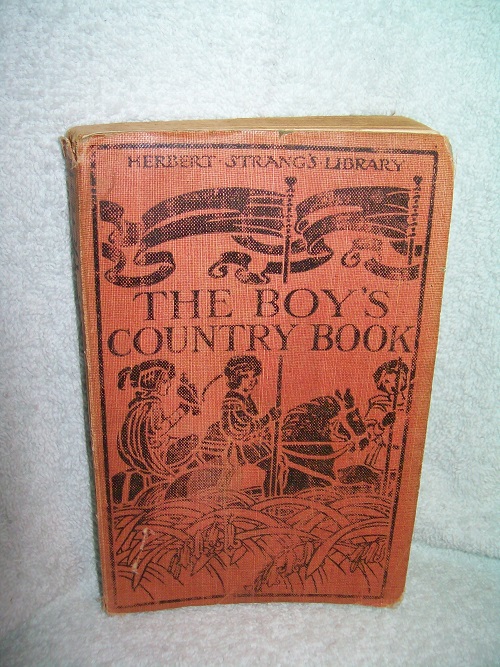 HERBERT · STRANG'S LIBRARY
THE BOY'S
COUNTRY BOOK